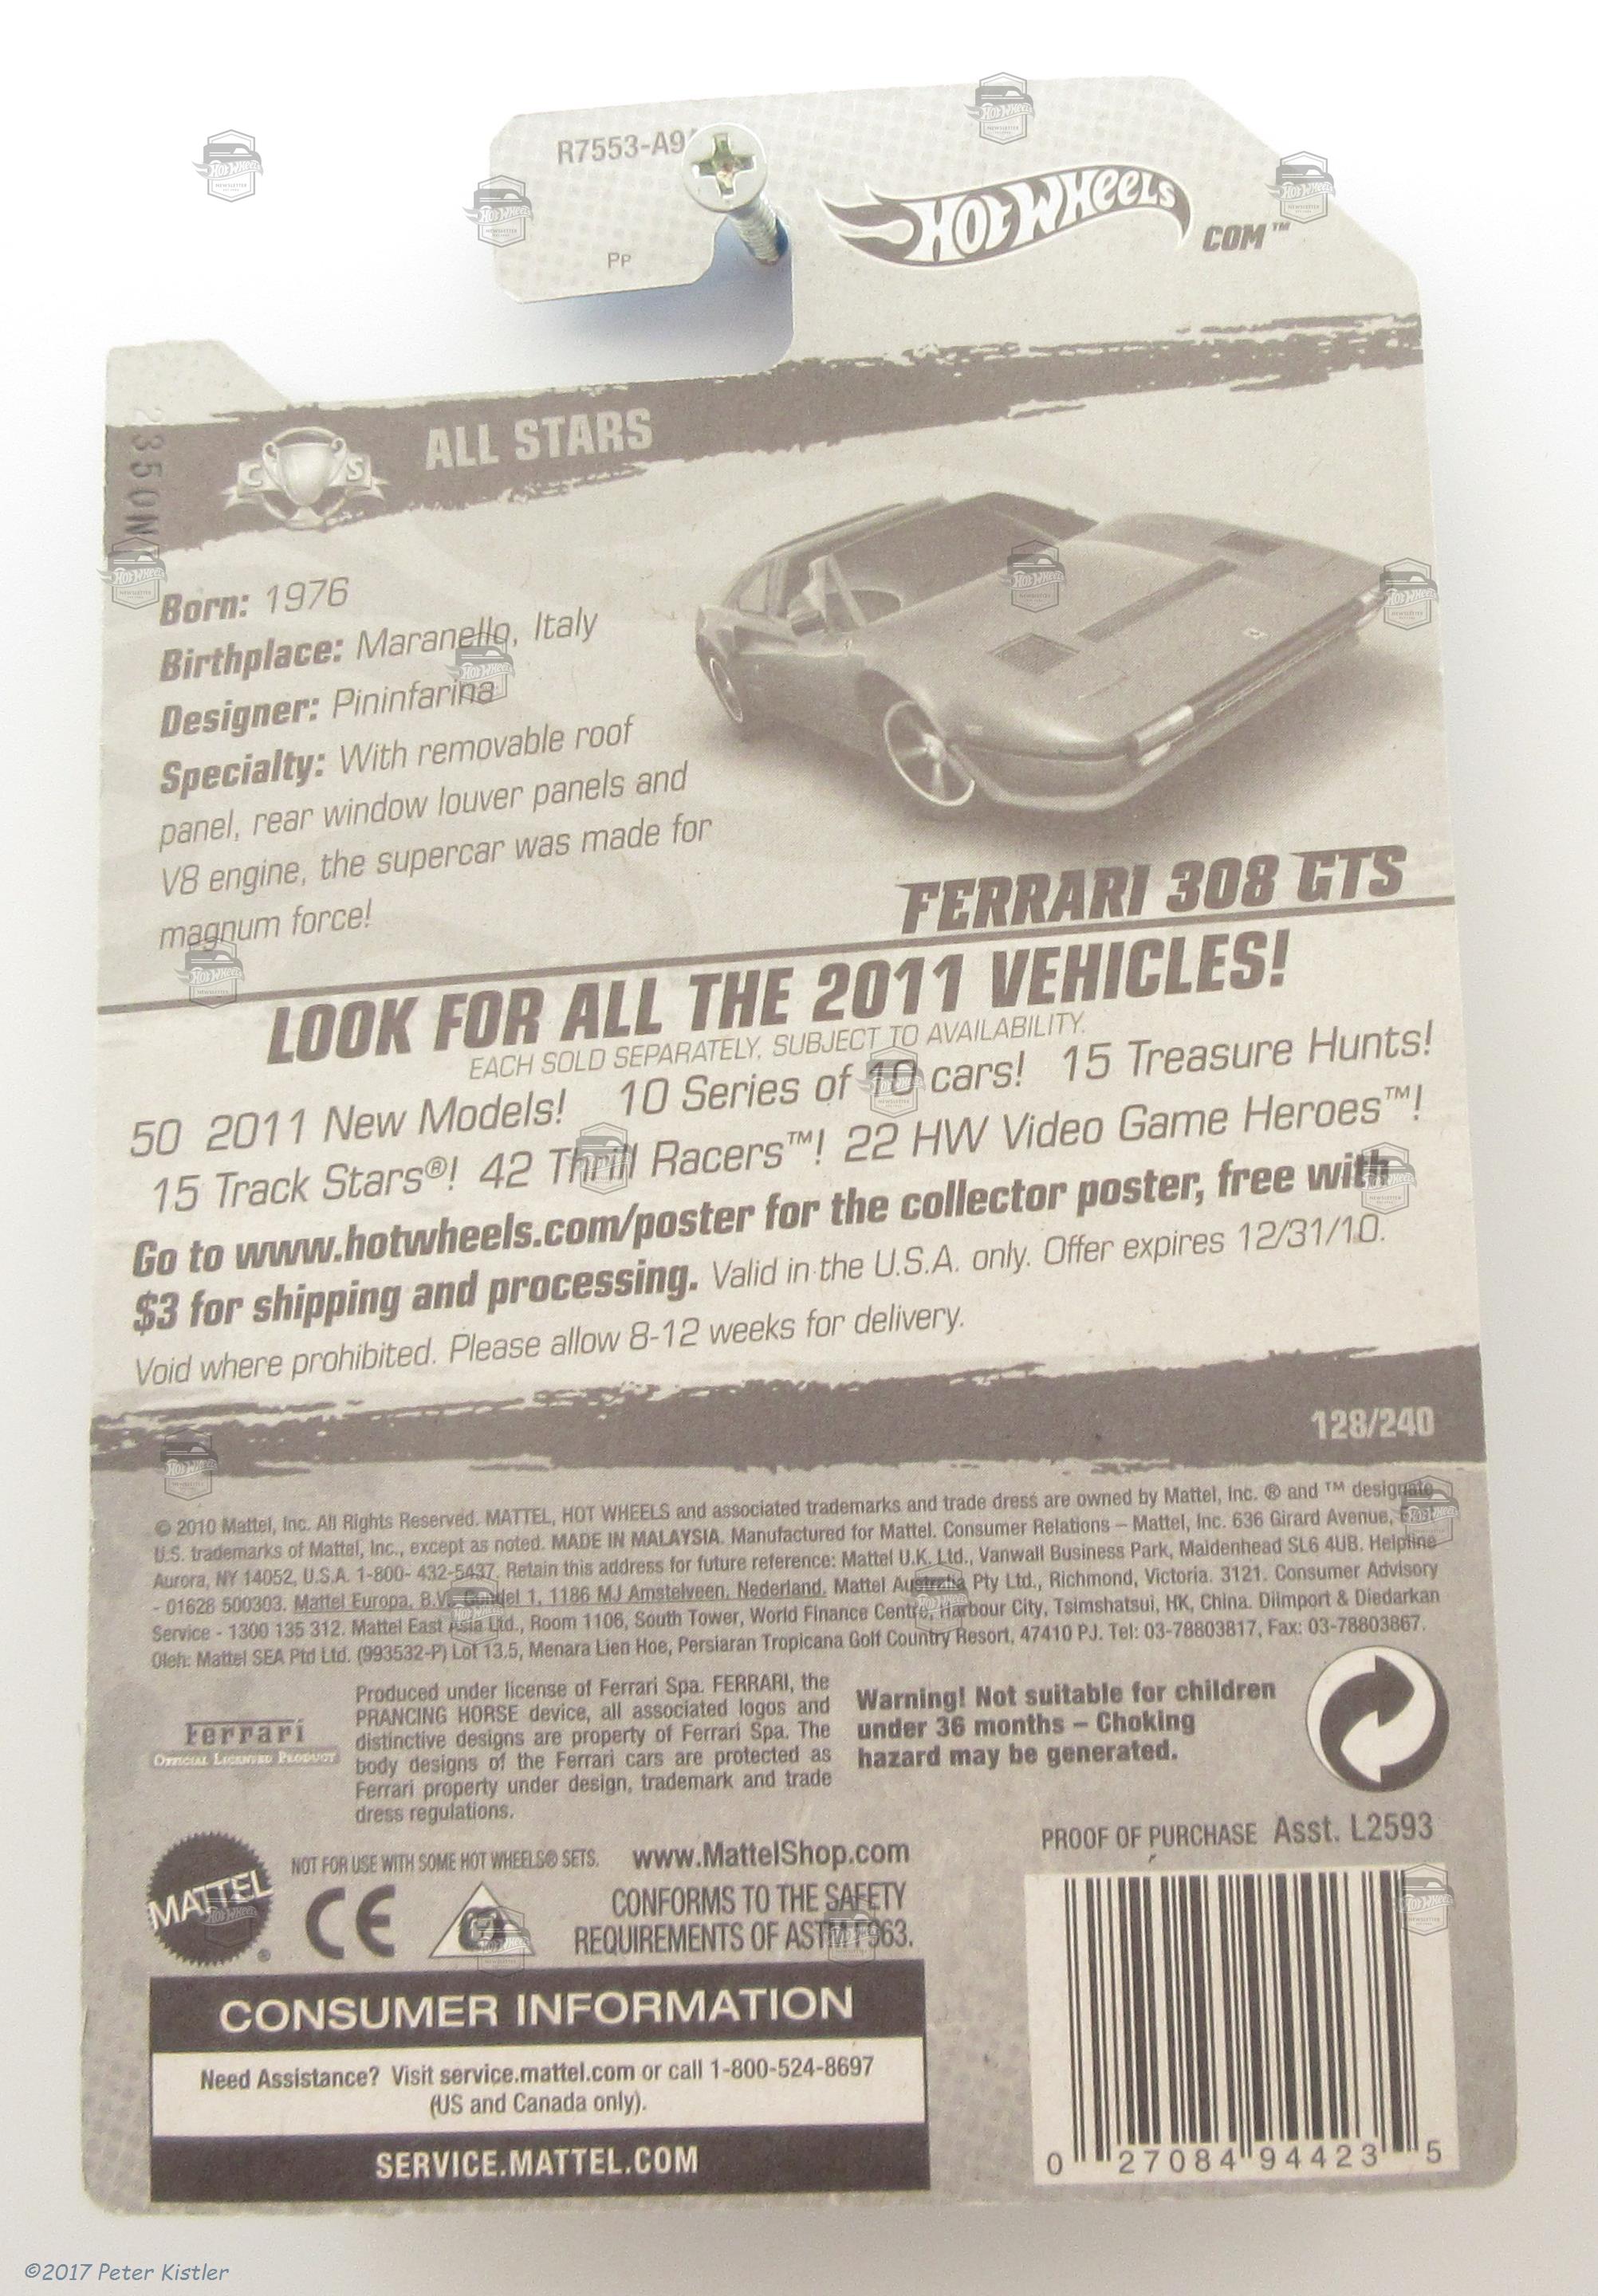 R7553-A9
Pp
HOT WHEELS
COM™
2350N
C S
ALL STARS
Born: 1976
Birthplace: Maranello, Italy
Designer: Pininfarina
Specialty: With removable roof
panel, rear window louver panels and
V8 engine, the supercar was made for
magnum force!
FERRARI 308 GTS
LOOK FOR ALL THE 2011 VEHICLES!
EACH SOLD SEPARATELY, SUBJECT TO AVAILABILITY.
50 2011 New Models! 10 Series of 10 cars! 15 Treasure Hunts!
15 Track Stars®! 42 Thrill Racers™! 22 HW Video Game Heroes™!
Go to www.hotwheels.com/poster for the collector poster, free with
$3 for shipping and processing. Valid in the U.S.A. only. Offer expires 12/31/10.
Void where prohibited. Please allow 8-12 weeks for delivery.
128/240
© 2010 Mattel, Inc. All Rights Reserved. MATTEL, HOT WHEELS and associated trademarks and trade dress are owned by Mattel, Inc. ® and ™ designate
U.S. trademarks of Mattel, Inc., except as noted. MADE IN MALAYSIA. Manufactured for Mattel. Consumer Relations – Mattel, Inc. 636 Girard Avenue, East
Aurora, NY 14052, U.S.A. 1-800- 432-5437. Retain this address for future reference: Mattel U.K. Ltd., Vanwall Business Park, Maidenhead SL6 4UB. Helpline
- 01628 500303. Mattel Europa, B.V., Gondel 1, 1186 MJ Amstelveen, Nederland. Mattel Australia Pty Ltd., Richmond, Victoria. 3121. Consumer Advisory
Service - 1300 135 312. Mattel East Asia Ltd., Room 1106, South Tower, World Finance Centre, Harbour City, Tsimshatsui, HK, China. Diimport & Diedarkan
Oleh: Mattel SEA Ptd Ltd. (993532-P) Lot 13.5, Menara Lien Hoe, Persiaran Tropicana Golf Country Resort, 47410 PJ. Tel: 03-78803817, Fax: 03-78803867.
Ferrari
OFFICIAL LICENSED PRODUCT
Produced under license of Ferrari Spa. FERRARI, the
PRANCING HORSE device, all associated logos and
distinctive designs are property of Ferrari Spa. The
body designs of the Ferrari cars are protected as
Ferrari property under design, trademark and trade
dress regulations.
Warning! Not suitable for children
under 36 months – Choking
hazard may be generated.
PROOF OF PURCHASE Asst. L2593
MATTEL®
NOT FOR USE WITH SOME HOT WHEELS® SETS. www.MattelShop.com
CE
CONFORMS TO THE SAFETY
REQUIREMENTS OF ASTM F963.
CONSUMER INFORMATION
Need Assistance? Visit service.mattel.com or call 1-800-524-8697
(US and Canada only).
SERVICE.MATTEL.COM
0 27084 94423 5
©2017 Peter Kistler